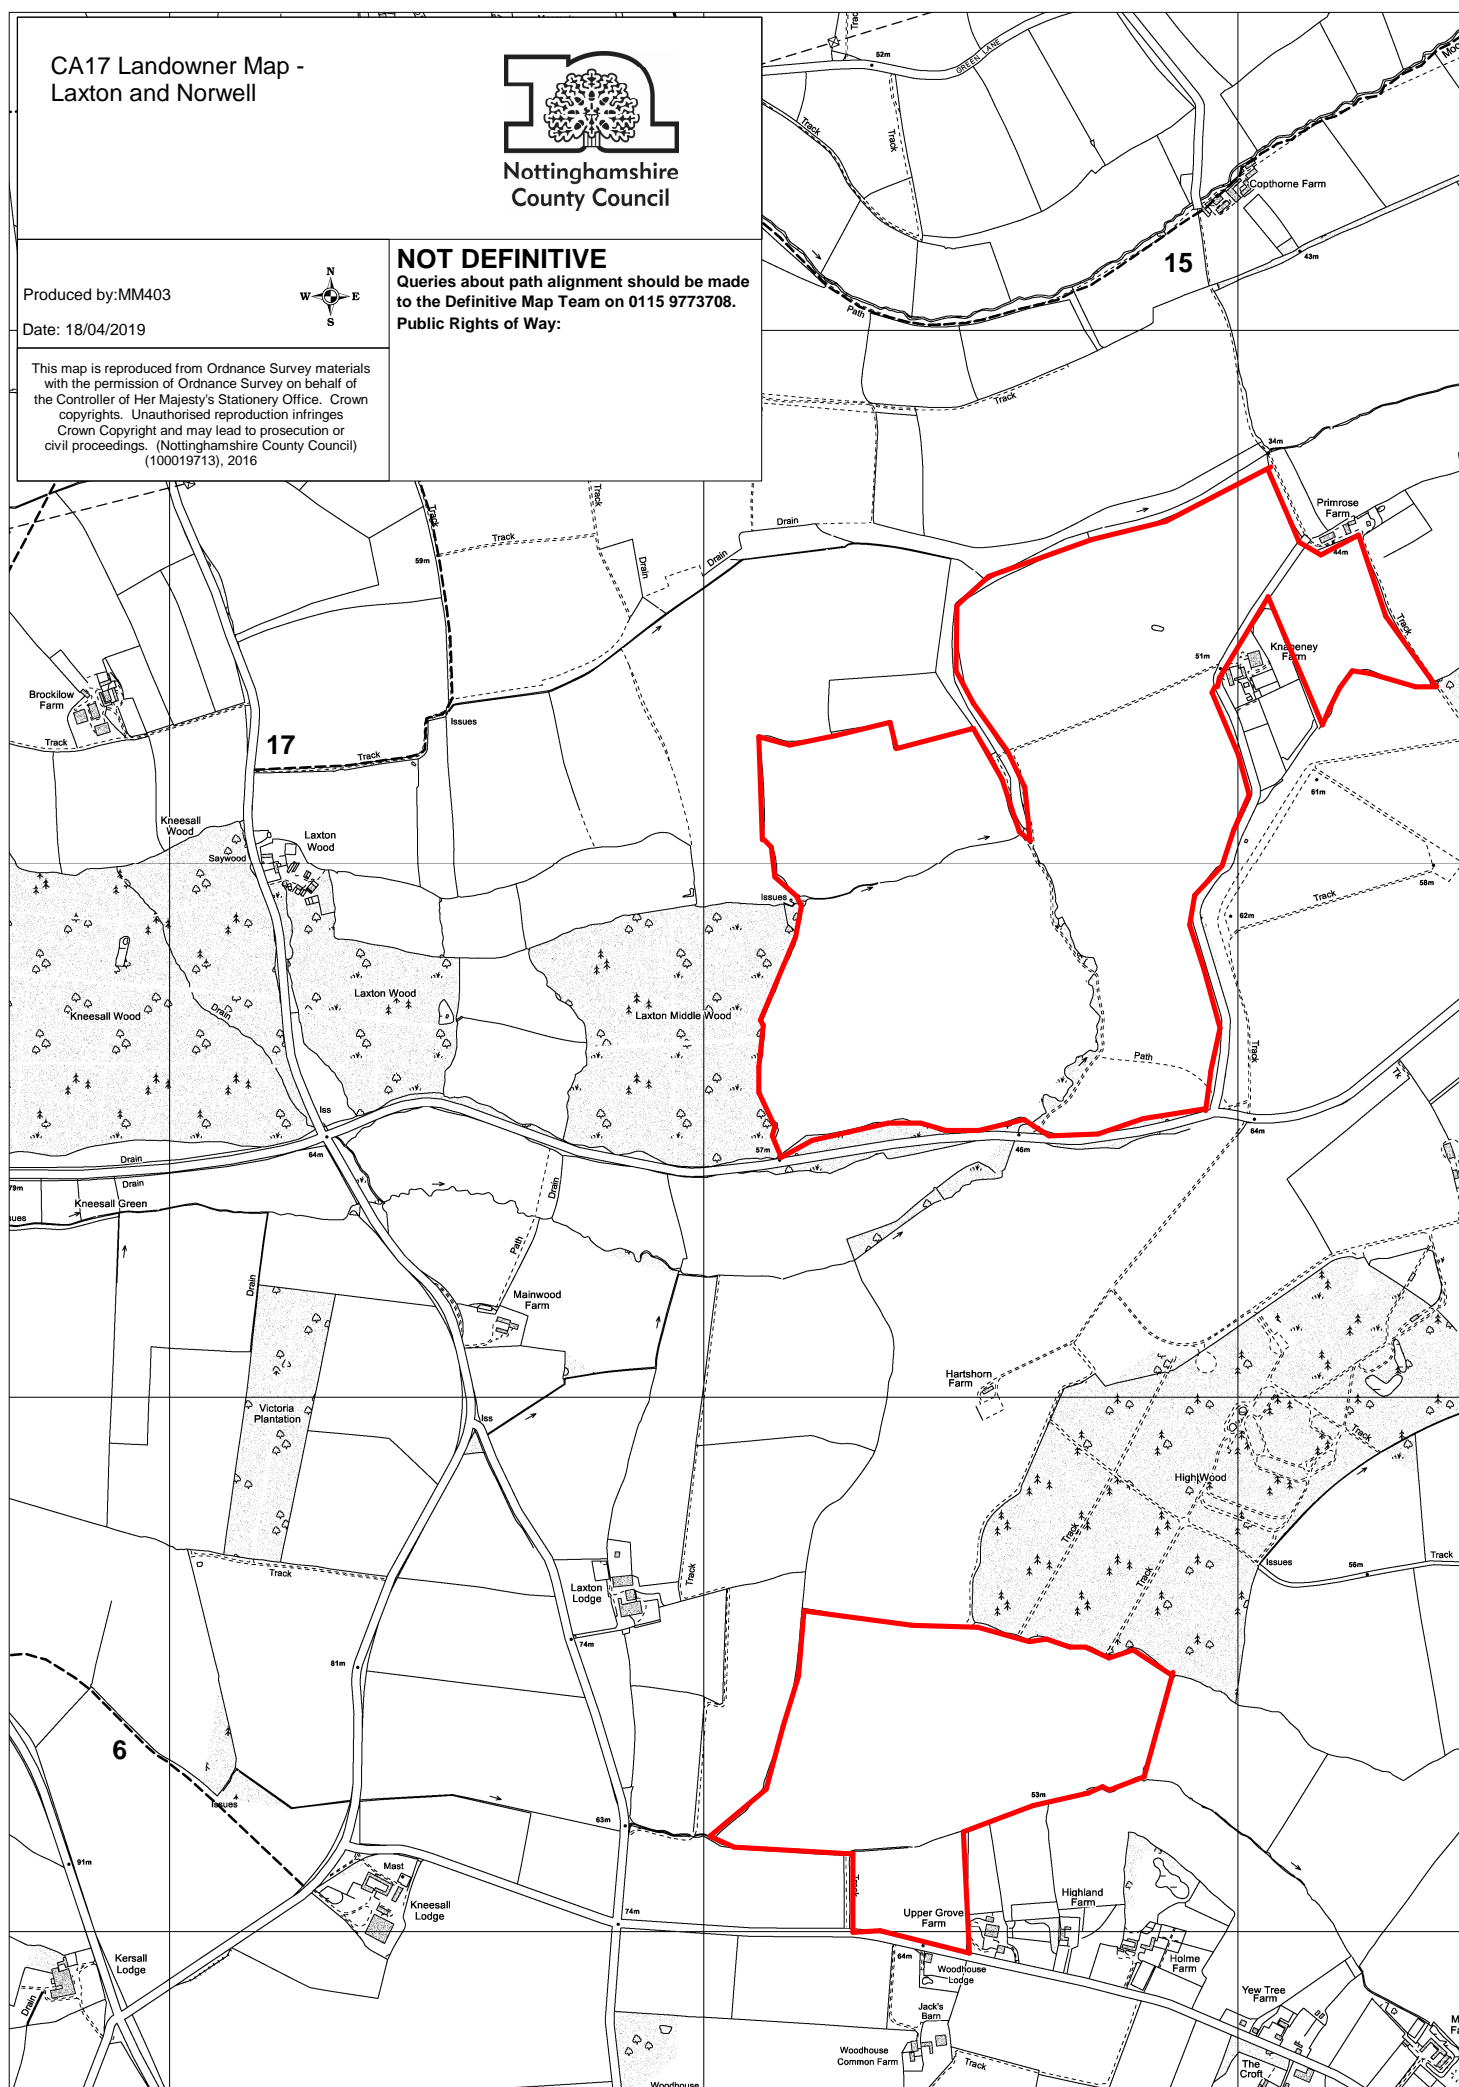 CA17 Landowner Map -
Laxton and Norwell
Nottinghamshire
County Council
Produced by:MM403
Date: 18/04/2019
N
W E
S
NOT DEFINITIVE
Queries about path alignment should be made
to the Definitive Map Team on 0115 9773708.
Public Rights of Way:
This map is reproduced from Ordnance Survey materials
with the permission of Ordnance Survey on behalf of
the Controller of Her Majesty's Stationery Office. Crown
copyrights. Unauthorised reproduction infringes
Crown Copyright and may lead to prosecution or
civil proceedings. (Nottinghamshire County Council)
(100019713), 2016
Track
52m
GREEN LANE
Track
Track
Copthorne Farm
15
43m
Path
Track
34m
Primrose
Farm
44m
Track
Track
Track
59m
Track
Drain
Drain
Drain
Knapeney
Farm
51m
Track
Brockilow
Farm
Track
17
Issues
Track
61m
Kneesall
Wood
Laxton
Wood
Saywood
58m
Track
Issues
62m
Laxton Wood
Kneesall Wood
Drain
Laxton Middle Wood
Track
Path
Tk
Iss
64m
64m
57m
46m
Drain
Drain
79m
Kneesall Green
Drain
Path
Drain
Mainwood
Farm
Hartshorn
Farm
Victoria
Plantation
Iss
Track
High Wood
Track
Track
Issues
56m
Track
Track
Track
Laxton
Lodge
74m
81m
6
Issues
63m
53m
91m
Mast
Kneesall
Lodge
Track
74m
Upper Grove
Farm
Highland
Farm
64m
Woodhouse
Lodge
Holme
Farm
Kersall
Lodge
Drain
Jack's
Barn
Yew Tree
Farm
Woodhouse
Common Farm
Track
The
Croft
Woodhouse